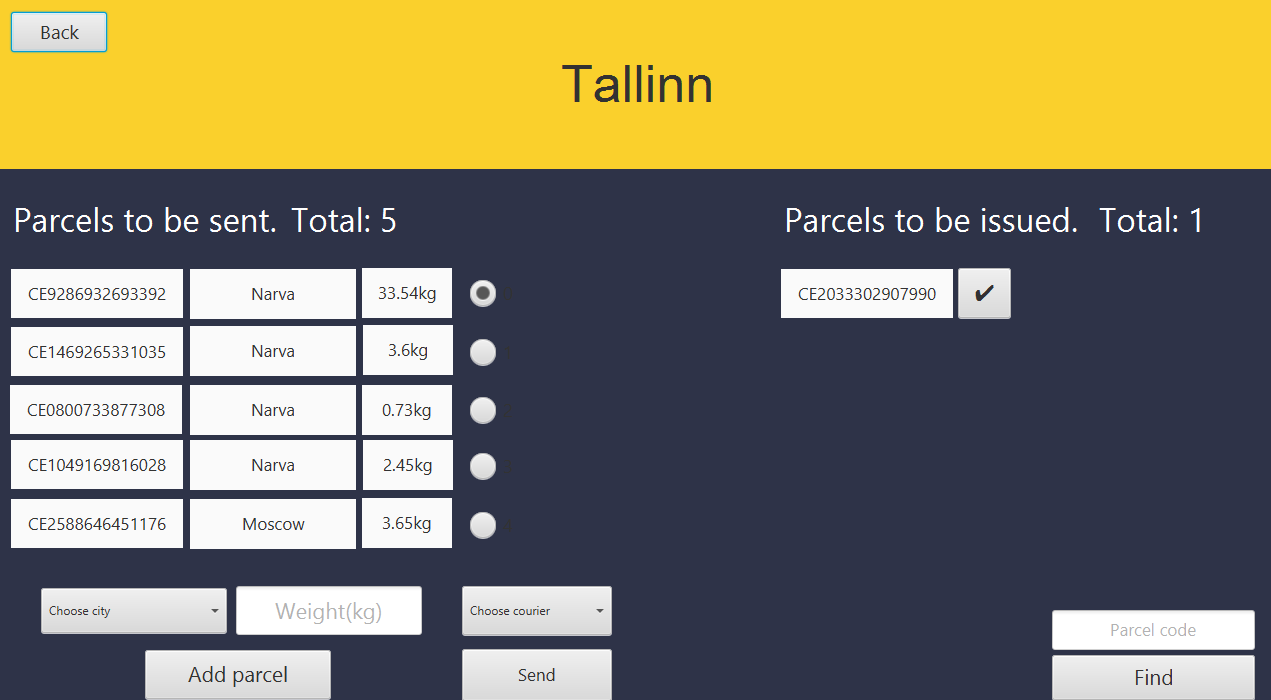 Back
Tallinn
Parcels to be sent. Total: 5
Parcels to be issued. Total: 1
CE9286932693392 Narva 33.54kg
CE2033302907990 ✔
CE1469265331035 Narva 3.6kg
CE0800733877308 Narva 0.73kg
CE1049169816028 Narva 2.45kg
CE2588646451176 Moscow 3.65kg
Choose city Weight(kg) Choose courier
Parcel code
Add parcel Send Find